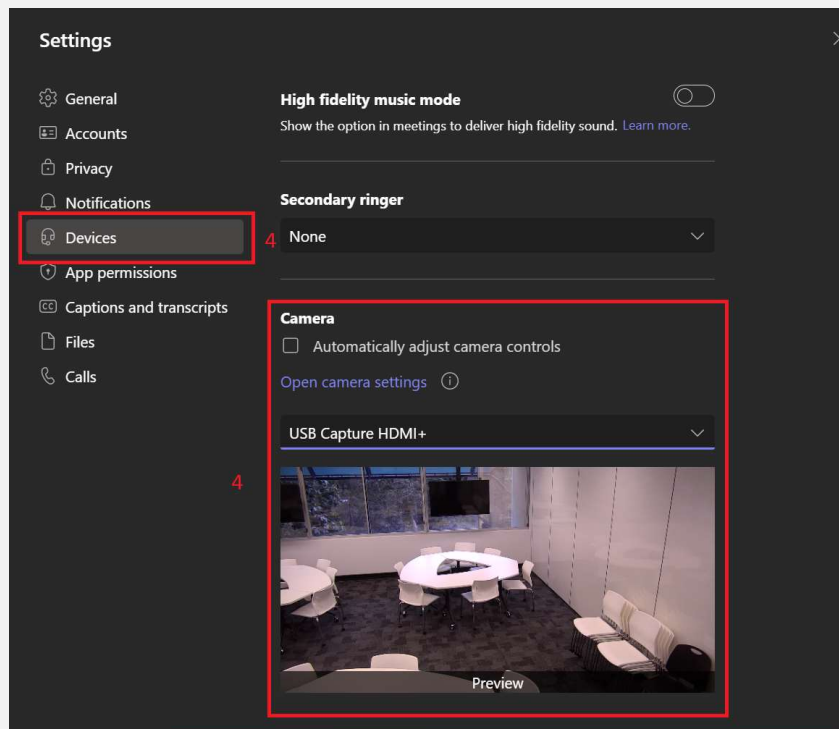 Settings
General
Accounts
Privacy
Notifications
Devices
App permissions
Captions and transcripts
Files
Calls
4
High fidelity music mode
Show the option in meetings to deliver high fidelity sound. Learn more.
Secondary ringer
None
Camera
Automatically adjust camera controls
Open camera settings
USB Capture HDMI+
4
Preview